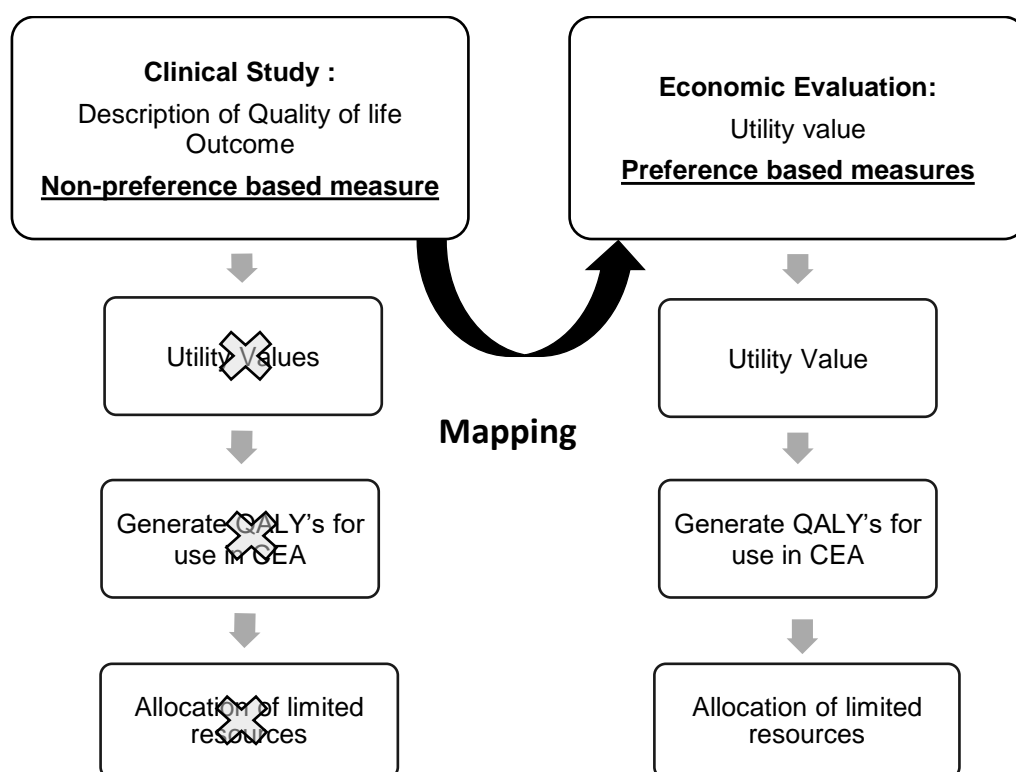 Clinical Study :
Description of Quality of life
Outcome
Non-preference based measure
Utility Values
Generate QALY's for
use in CEA
Allocation of limited
resources
Mapping
Economic Evaluation:
Utility value
Preference based measures
Utility Value
Generate QALY's for
use in CEA
Allocation of limited
resources